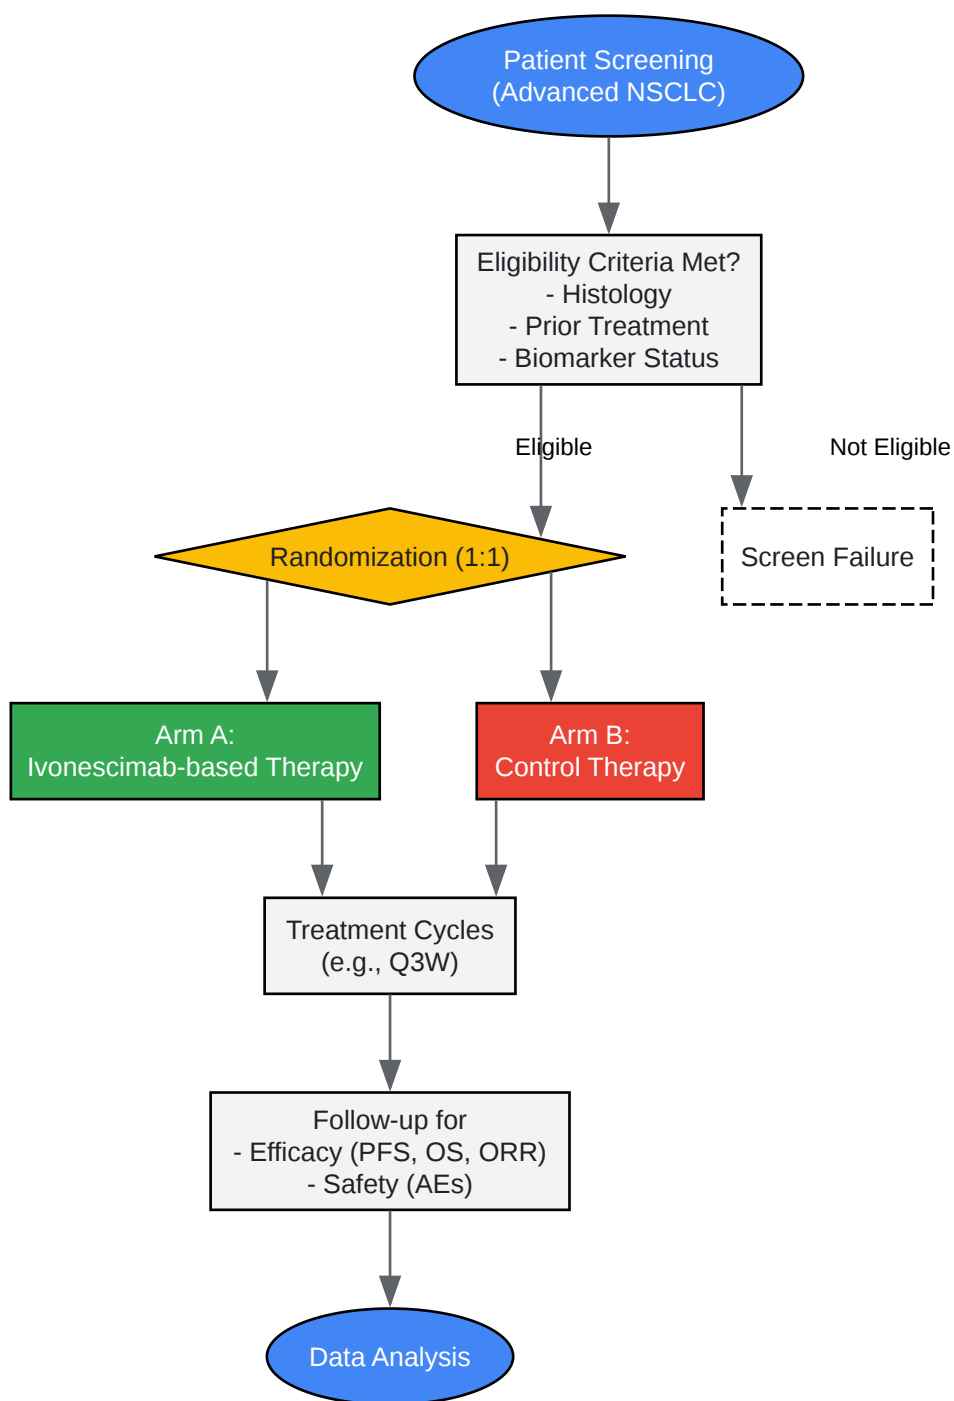 Patient Screening
(Advanced NSCLC)
Eligibility Criteria Met?
- Histology
- Prior Treatment
- Biomarker Status
Eligible
Not Eligible
Randomization (1:1)
Screen Failure
Arm A:
Ivonescimab-based Therapy
Arm B:
Control Therapy
Treatment Cycles
(e.g., Q3W)
Follow-up for
- Efficacy (PFS, OS, ORR)
- Safety (AEs)
Data Analysis